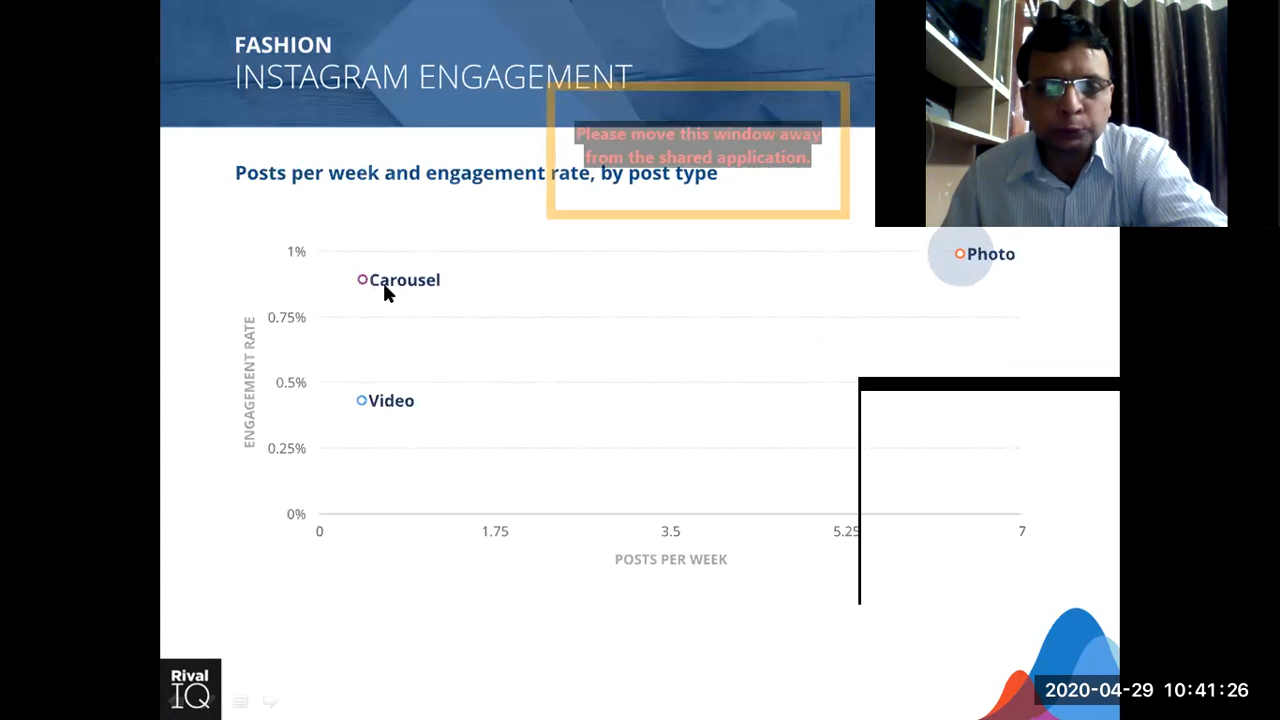 FASHION
INSTAGRAM ENGAGEMENT
Please move this window away
from the shared application.
Posts per week and engagement rate, by post type
1%
Photo
Carousel
0.75%
ENGAGEMENT RATE
0.5%
Video
0.25%
0%
0
1.75
3.5
5.25
7
POSTS PER WEEK
Rival
IQ
2020-04-29 10:41:26